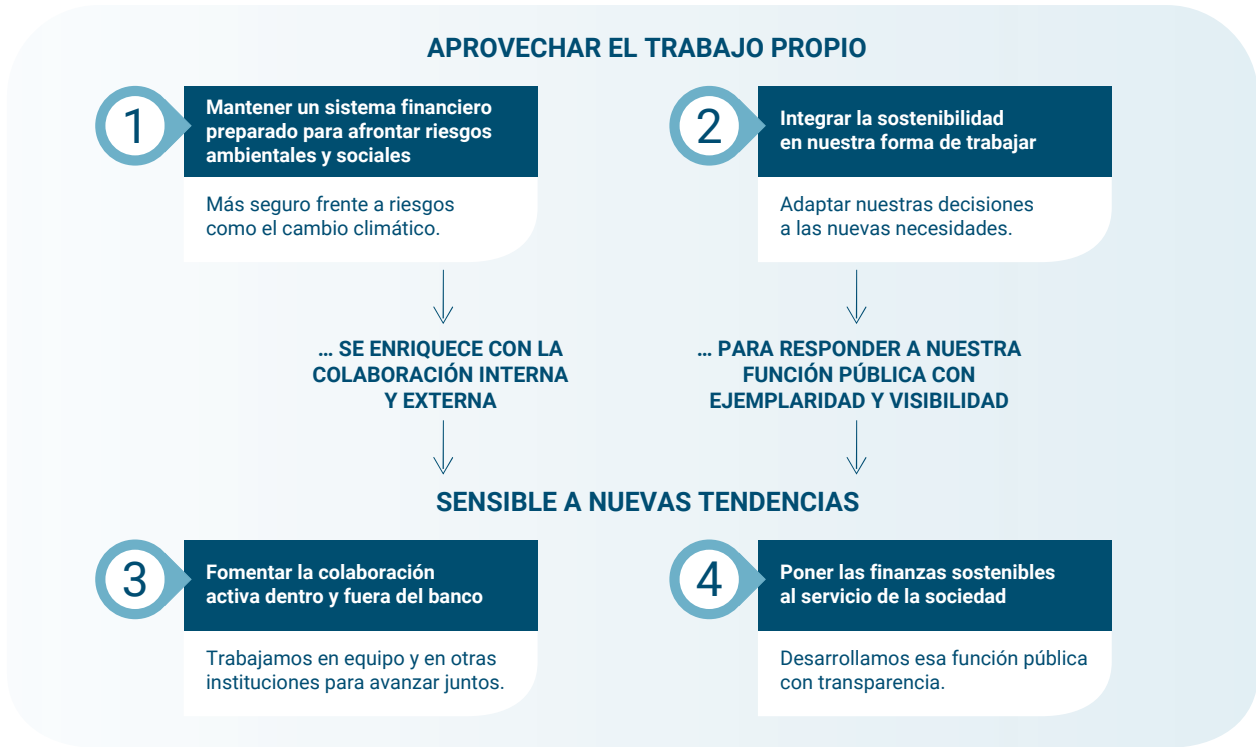 APROVECHAR EL TRABAJO PROPIO
1
Mantener un sistema financiero
preparado para afrontar riesgos
ambientales y sociales
Más seguro frente a riesgos
como el cambio climático.
2
Integrar la sostenibilidad
en nuestra forma de trabajar
Adaptar nuestras decisiones
a las nuevas necesidades.
... SE ENRIQUECE CON LA
COLABORACIÓN INTERNA
Y EXTERNA
... PARA RESPONDER A NUESTRA
FUNCIÓN PÚBLICA CON
EJEMPLARIDAD Y VISIBILIDAD
SENSIBLE A NUEVAS TENDENCIAS
3
Fomentar la colaboración
activa dentro y fuera del banco
Trabajamos en equipo y en otras
instituciones para avanzar juntos.
4
Poner las finanzas sostenibles
al servicio de la sociedad
Desarrollamos esa función pública
con transparencia.